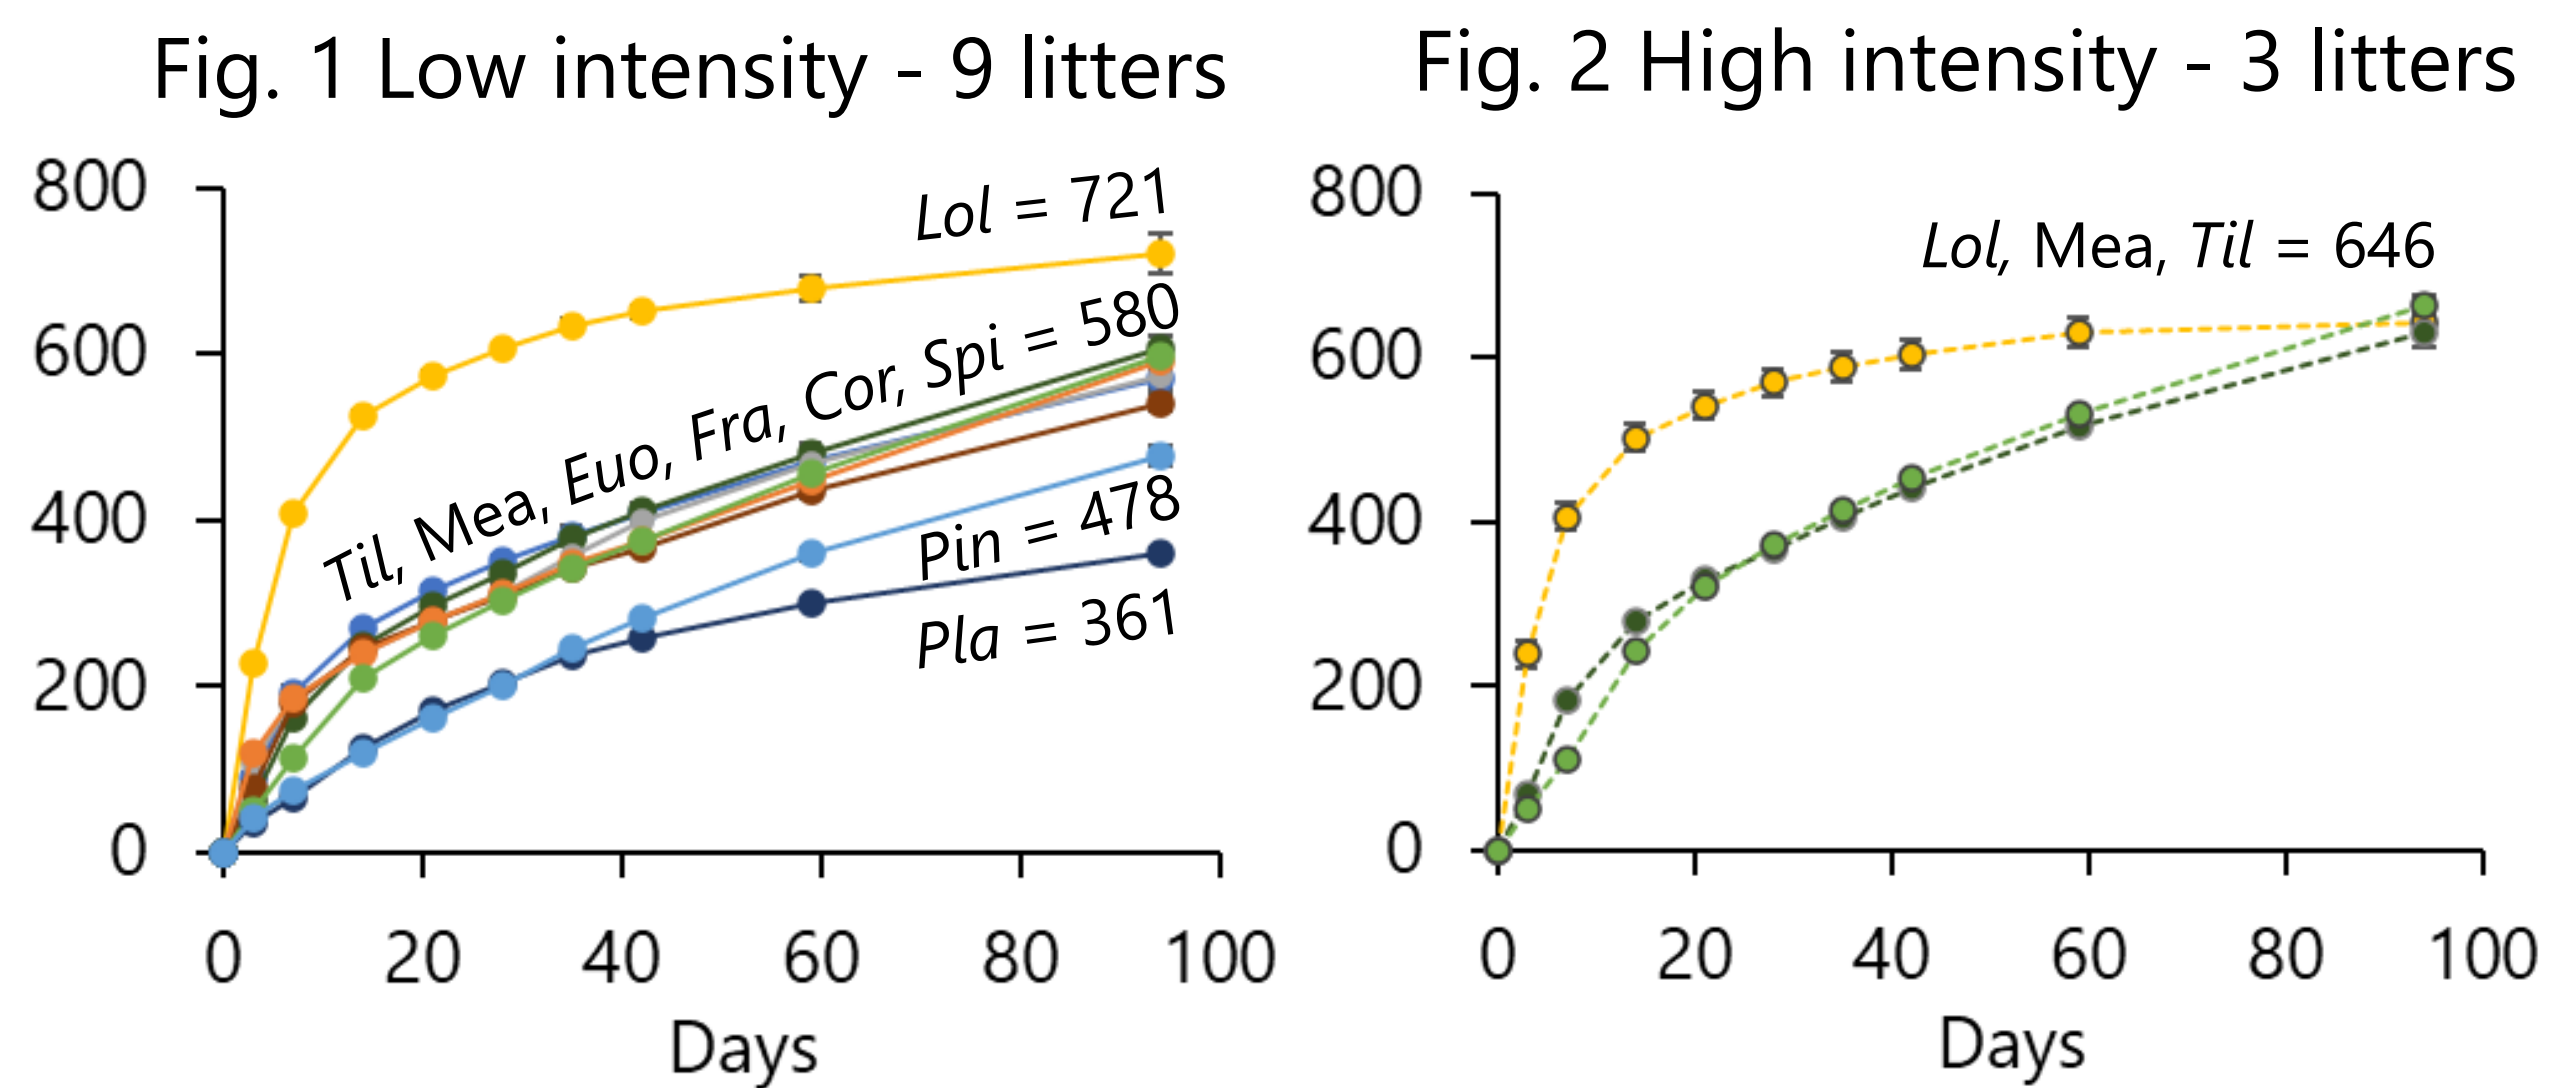 Fig. 1 Low intensity - 9 litters
800
600
400
200
0
Lol = 721
Til, Mea, Euo, Fra, Cor, Spi = 580
Pin = 478
Pla = 361
0 20 40 60 80 100
Days
Fig. 2 High intensity - 3 litters
800
600
400
200
0
Lol, Mea, Til = 646
0 20 40 60 80 100
Days